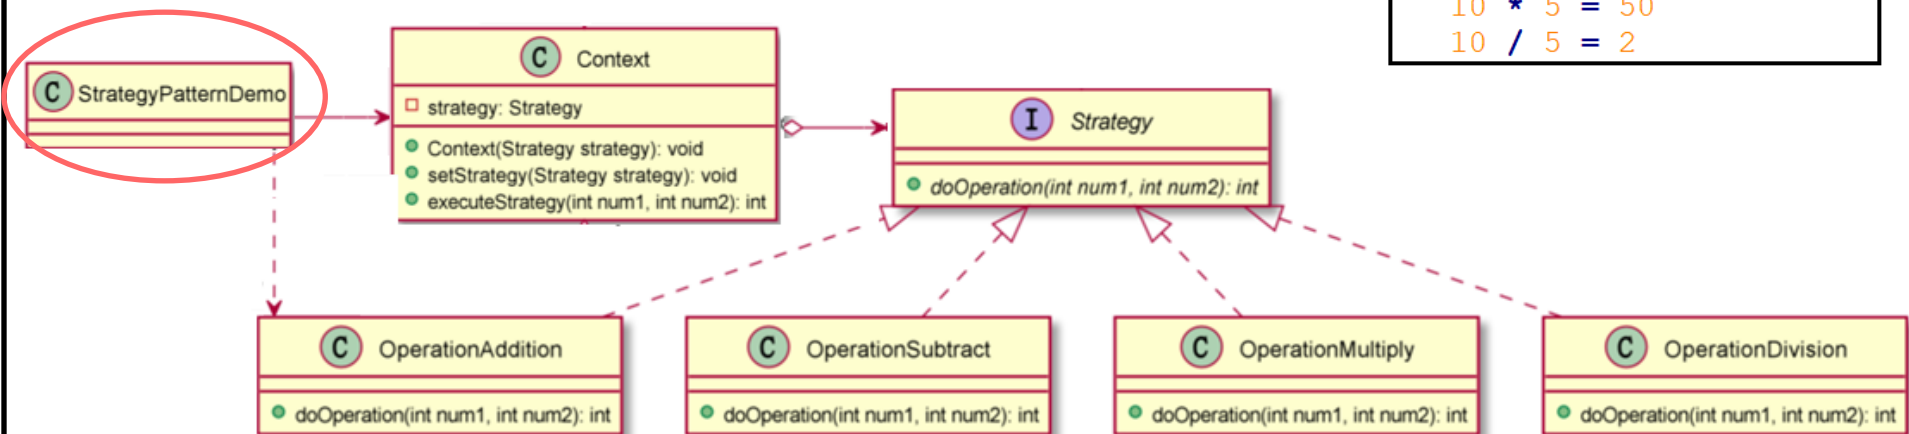 10 * 5 = 50
10 / 5 = 2
C StrategyPatternDemo
C Context
strategy: Strategy
Context(Strategy strategy): void
setStrategy(Strategy strategy): void
executeStrategy(int num1, int num2): int
I Strategy
doOperation(int num1, int num2): int
C OperationAddition
doOperation(int num1, int num2): int
C OperationSubtract
doOperation(int num1, int num2): int
C OperationMultiply
doOperation(int num1, int num2): int
C OperationDivision
doOperation(int num1, int num2): int